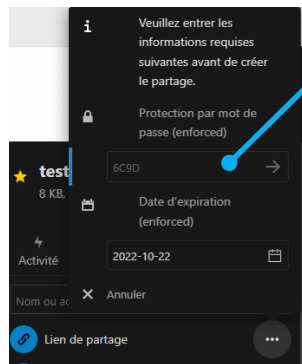 Veuillez entrer les
informations requises
suivantes avant de créer
le partage.
Protection par mot de
passe (enforced)
6C9D
Date d'expiration
(enforced)
2022-10-22
Annuler
test
8 KB,
Activité
Nom ou ac
Lien de partage